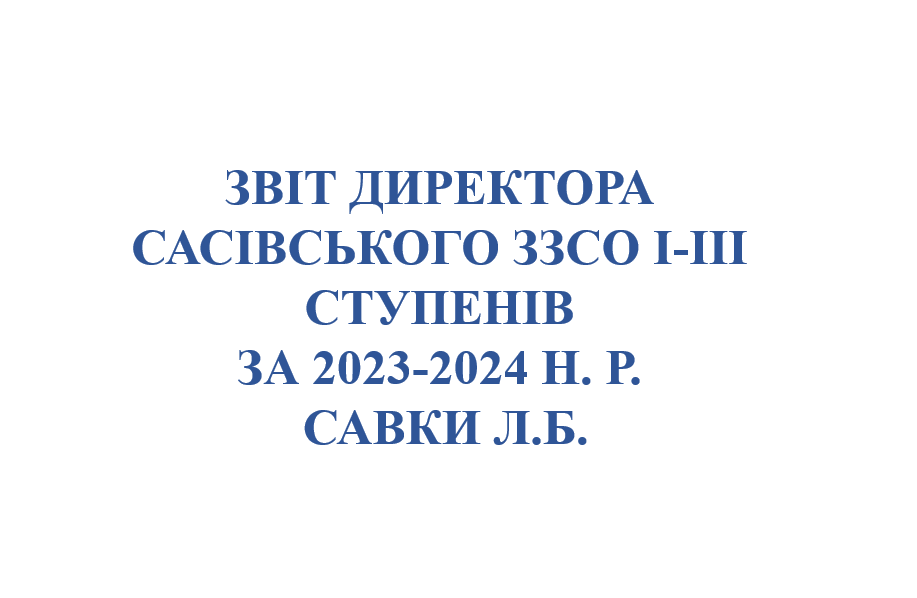 ЗВІТ ДИРЕКТОРА
САСІВСЬКОГО ЗЗСО І-ІІІ
СТУПЕНІВ
ЗА 2023-2024 Н. Р.
САВКИ Л.Б.